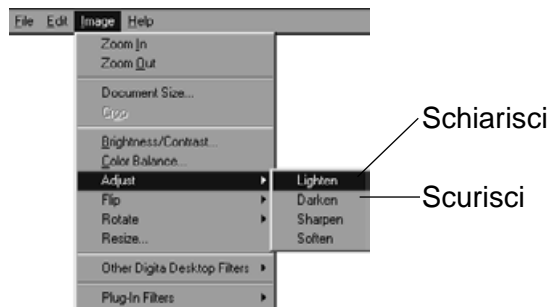 File Edit Image Help
Zoom In
Zoom Out
Document Size...
Crop
Brightness/Contrast...
Color Balance...
Adjust
Flip
Rotate
Resize...
Other Digita Desktop Filters
Plug-In Filters
Lighten
Darken
Sharpen
Soften
Schiarisci
Scurisci